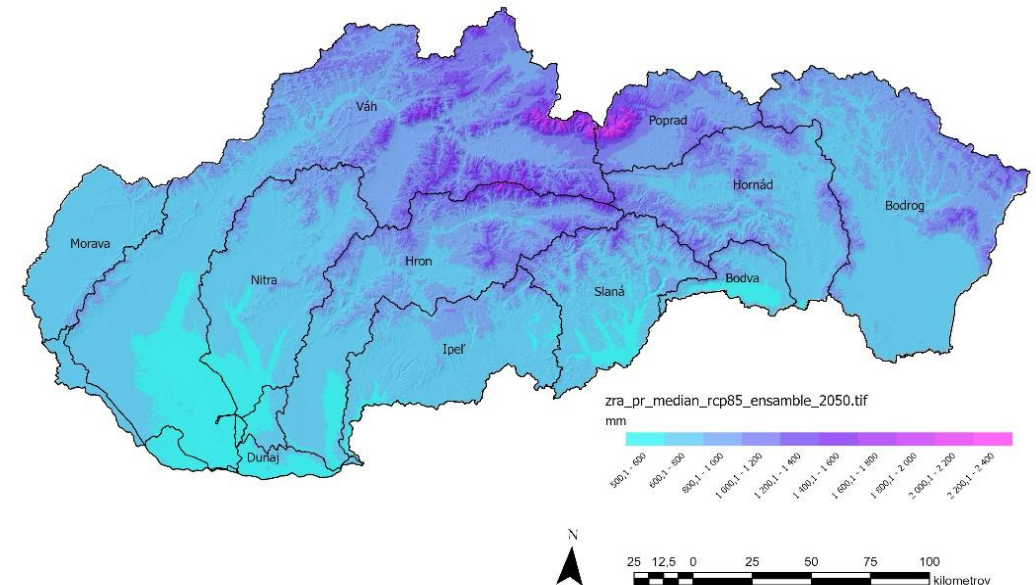 Váh
Poprad
Hornád
Bodrog
Morava
Nitra
Hron
Slaná
Bodva
Ipeľ
Dunaj
zra_pr_median_rcp85_ensamble_2050.tif
mm
500,1 - 600
600,1 - 800
800,1 - 1 000
1 000,1 - 1 200
1 200,1 - 1 400
1 400,1 - 1 600
1 600,1 - 1 800
1 800,1 - 2 000
2 000,1 - 2 200
2 200,1 - 2 400
N
25 12,5 0 25 50 75 100
kilometrov